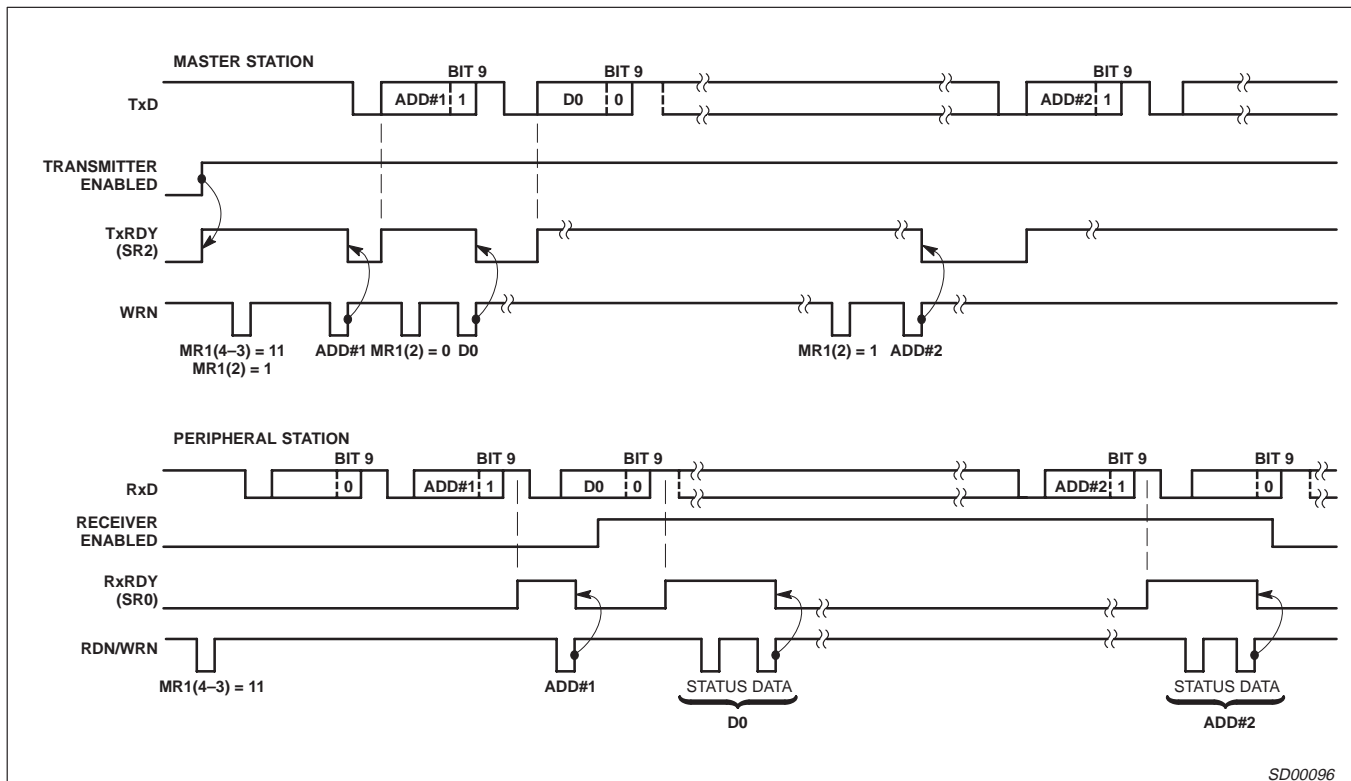 MASTER STATION
BIT 9 BIT 9 BIT 9
TxD ADD#1 1 D0 0 ADD#2 1
TRANSMITTER
ENABLED
TxRDY
(SR2)
WRN
MR1(4–3) = 11 ADD#1 MR1(2) = 0 D0 MR1(2) = 1 ADD#2
MR1(2) = 1
PERIPHERAL STATION
BIT 9 BIT 9 BIT 9 BIT 9 BIT 9
RxD 0 ADD#1 1 D0 0 ADD#2 1 0
RECEIVER
ENABLED
RxRDY
(SR0)
RDN/WRN
MR1(4–3) = 11 ADD#1 STATUS DATA STATUS DATA
D0 ADD#2
SD00096